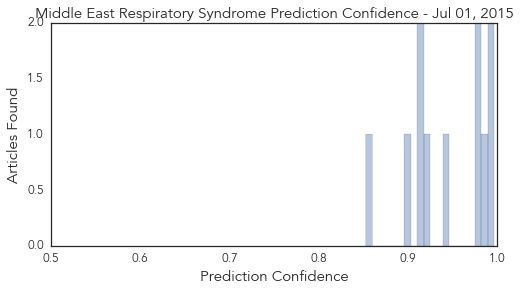 Middle East Respiratory Syndrome Prediction Confidence - Jul 01, 2015
2.0
1.5
1.0
0.5
0.0
Articles Found
0.5 0.6 0.7 0.8 0.9 1.0
Prediction Confidence